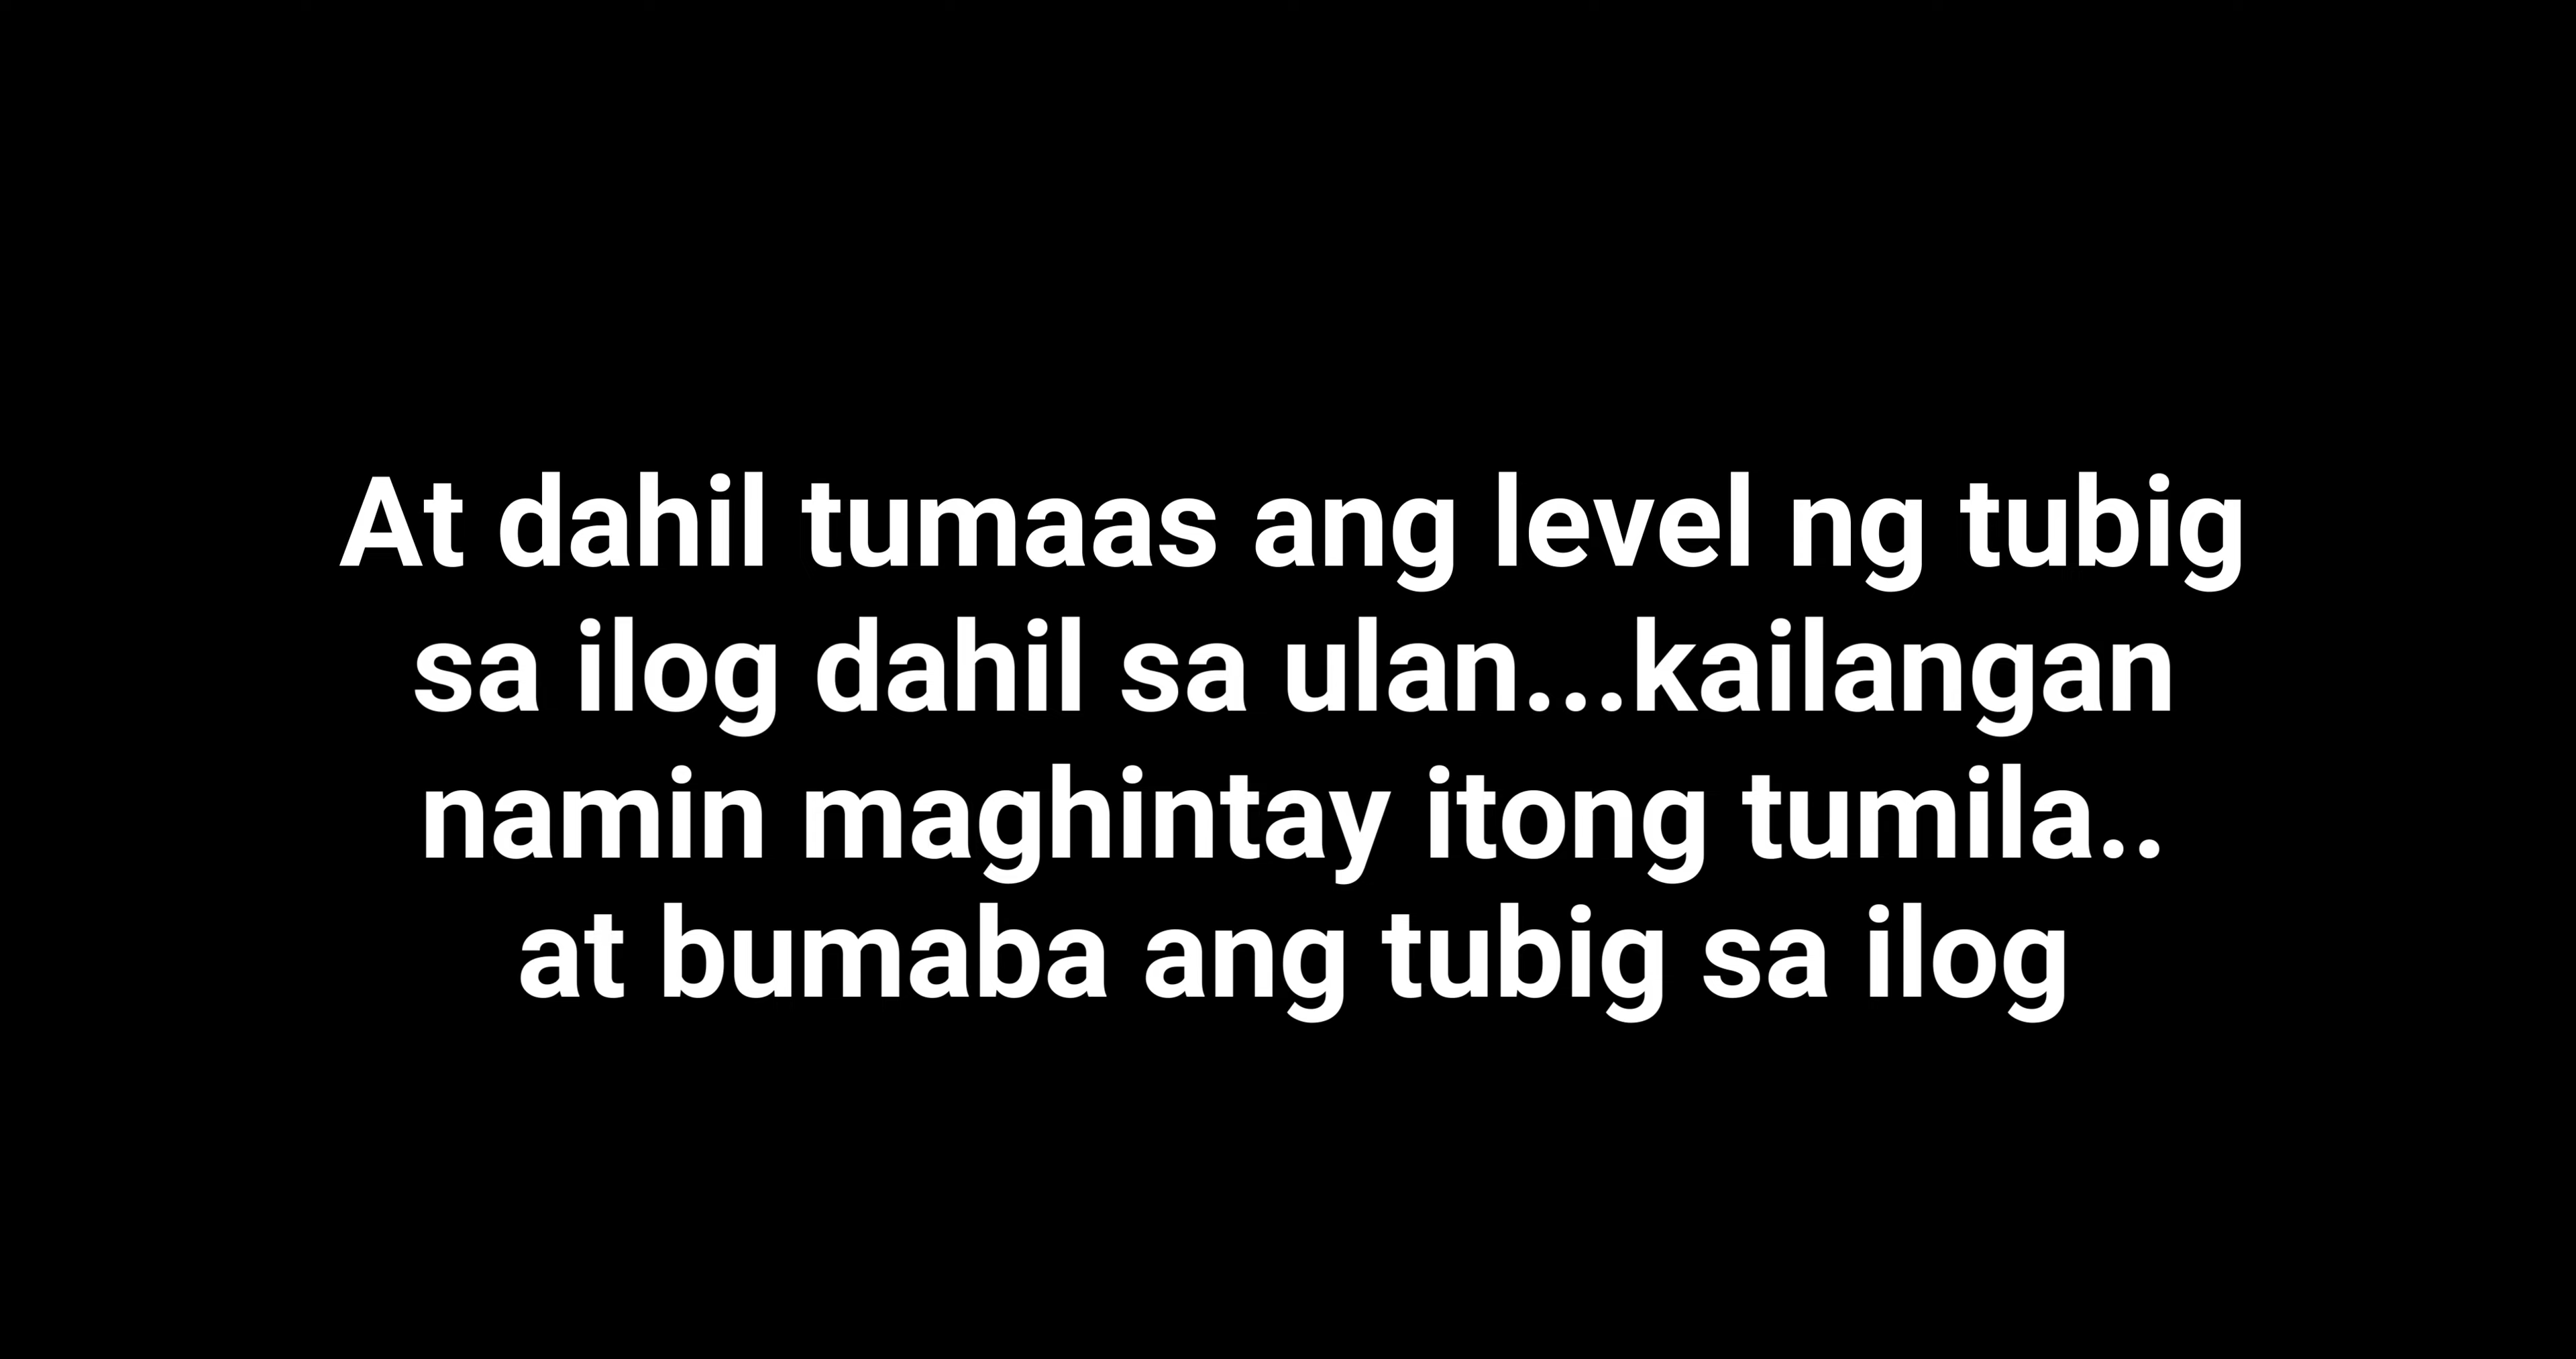 At dahil tumaas ang level ng tubig
sa ilog dahil sa ulan...kailangan
namin maghintay itong tumila..
at bumaba ang tubig sa ilog